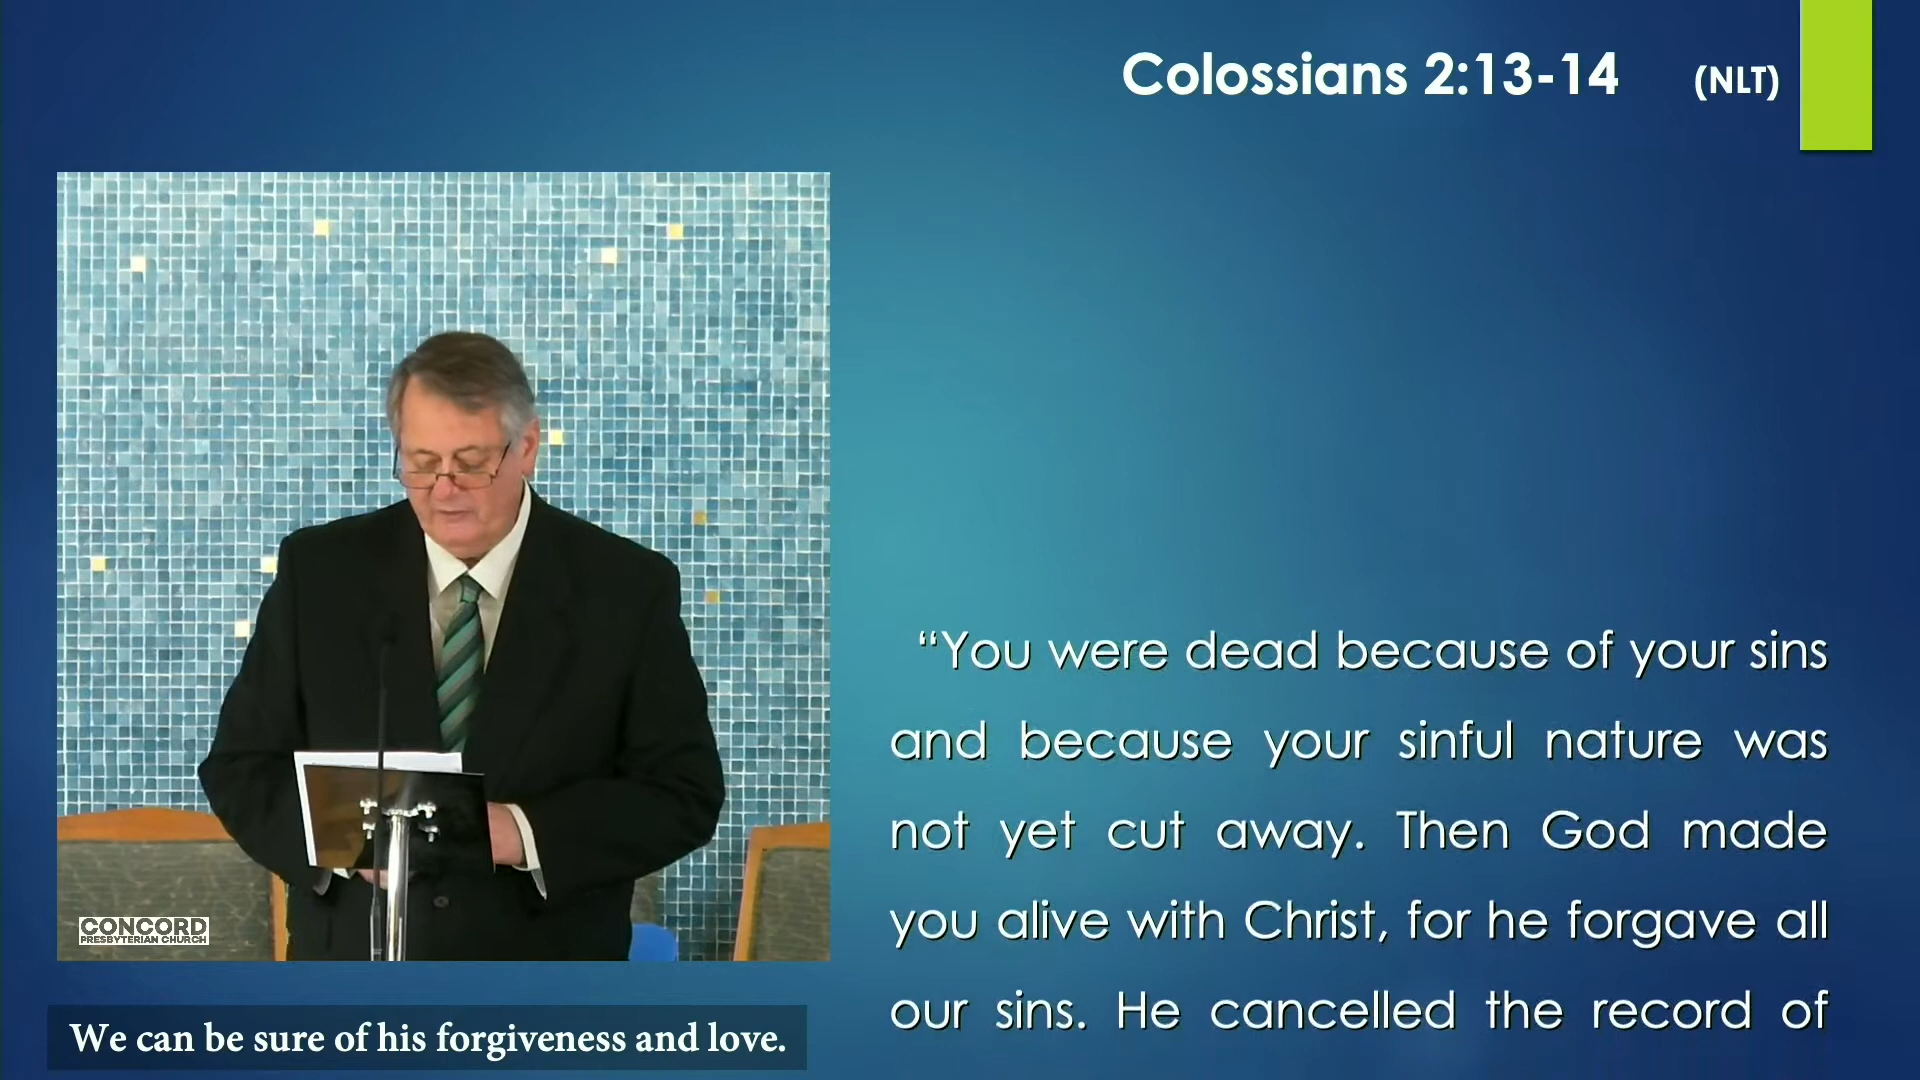 Colossians 2:13-14 (NLT)
“You were dead because of your sins
and because your sinful nature was
not yet cut away. Then God made
you alive with Christ, for he forgave all
our sins. He cancelled the record of
CONCORD
PRESBYTERIAN CHURCH
We can be sure of his forgiveness and love.